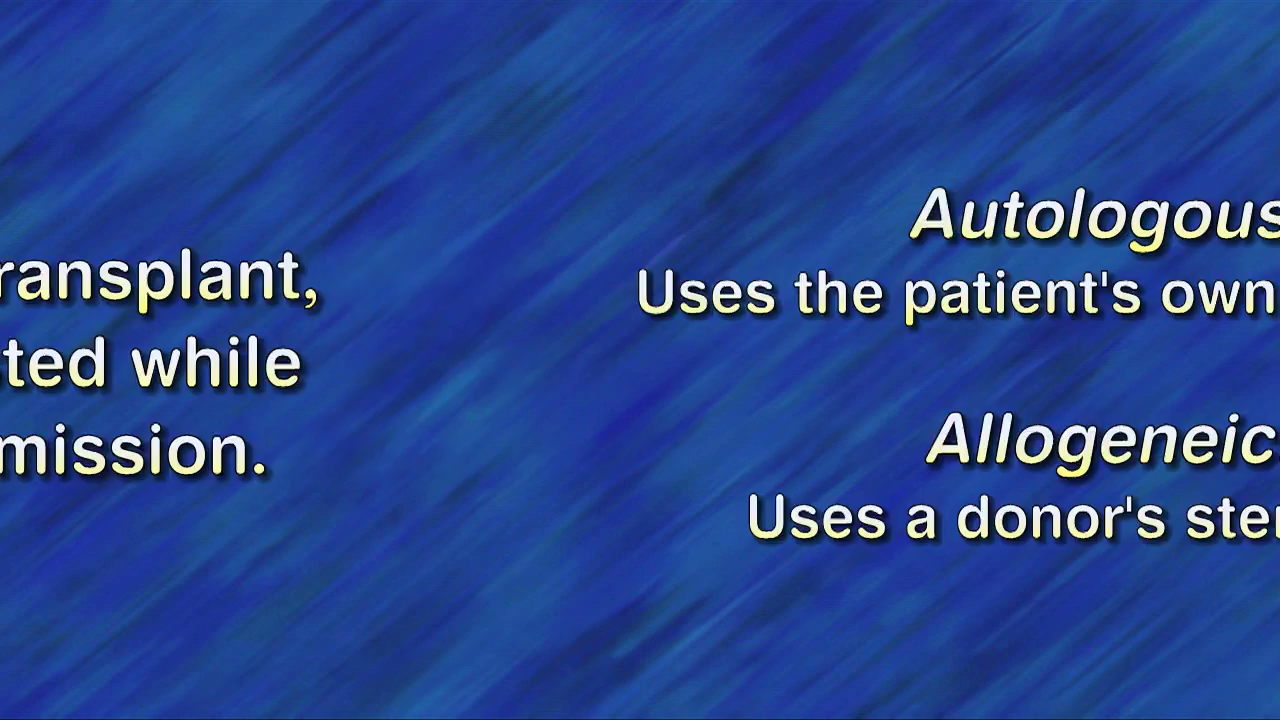 ransplant,
ted while
mission.
Autologous
Uses the patient's own
Allogeneic
Uses a donor's ste